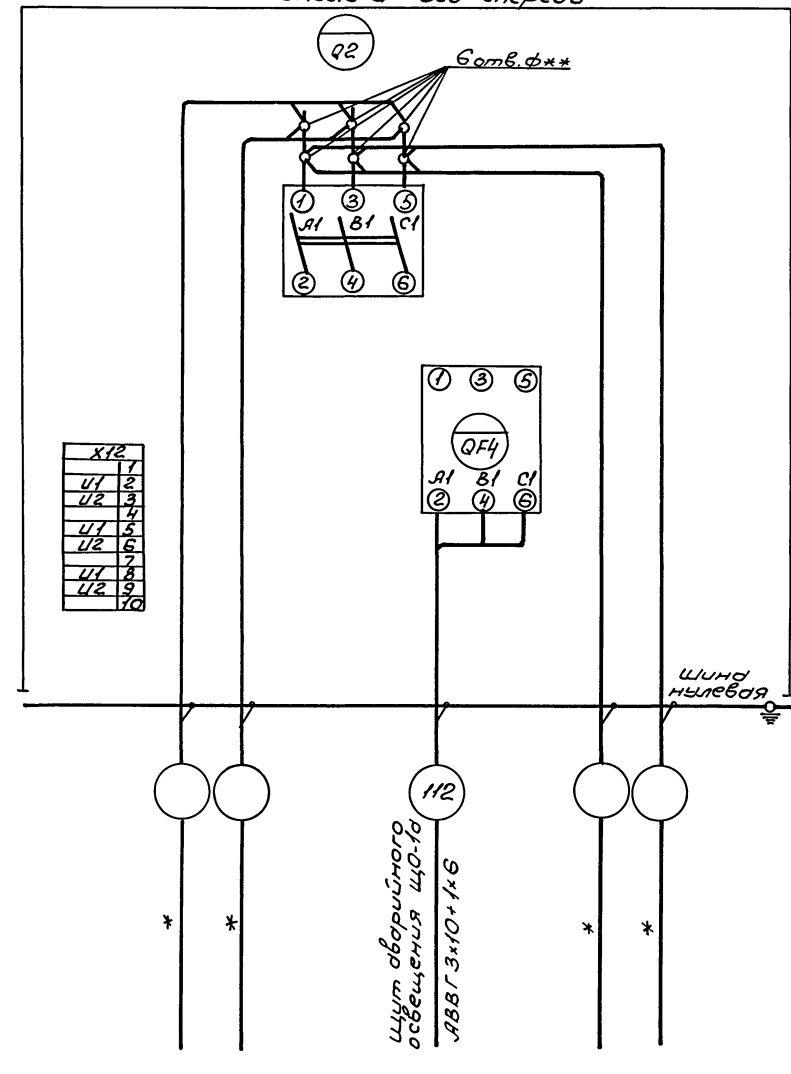 Q2
6 отв. ф**
1 3 5
A1 B1 C1
2 4 6
1 3 5
QF4
A1 B1 C1
2 4 6
X12
1
U1 2
U2 3
4
U1 5
U2 6
7
U1 8
U2 9
10
Шина
нулевая
112
Щит аварийного
освещения ЩО-1а
АВВГ 3х10+1х6
*
*
*
*